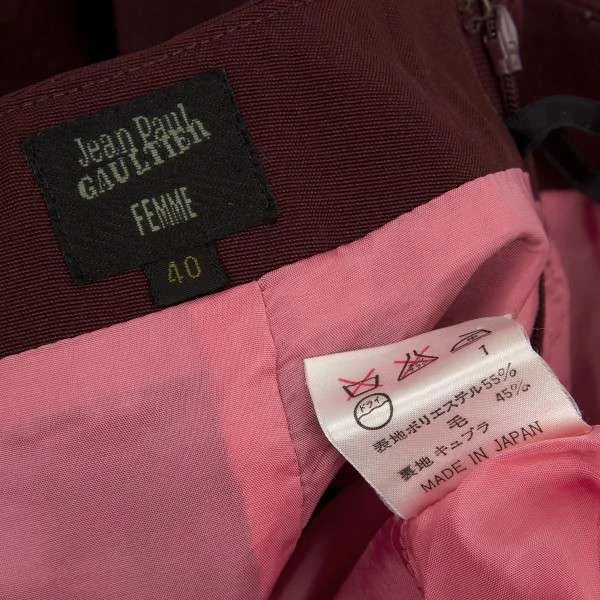 Jean Paul
GAULTIER
FEMME
40
1
ドライ
表地ポリエステル55%
毛 45%
裏地 キュプラ
MADE IN JAPAN